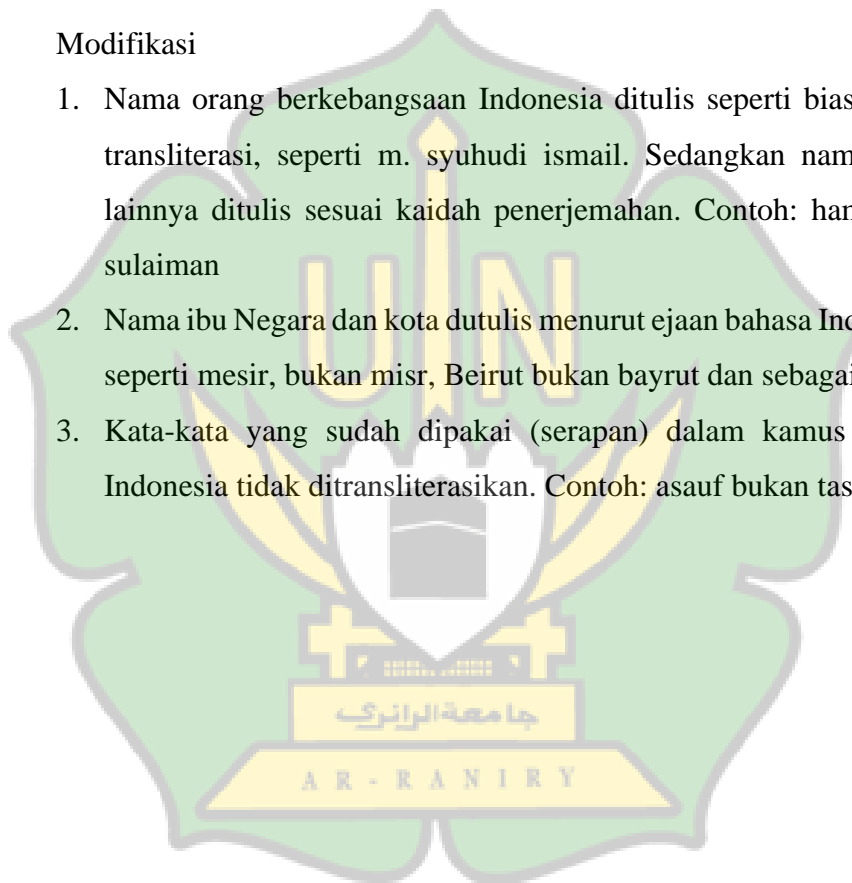 Modifikasi
1. Nama orang berkebangsaan Indonesia ditulis seperti bias
transliterasi, seperti m. syuhudi ismail. Sedangkan nam
lainnya ditulis sesuai kaidah penerjemahan. Contoh: ham
sulaiman
2. Nama ibu Negara dan kota dutulis menurut ejaan bahasa Ind
seperti mesir, bukan misr, Beirut bukan bayrut dan sebagai
3. Kata-kata yang sudah dipakai (serapan) dalam kamus
Indonesia tidak ditransliterasikan. Contoh: asauf bukan tas
UIN
جامعة الرانري
AR-RANIRY